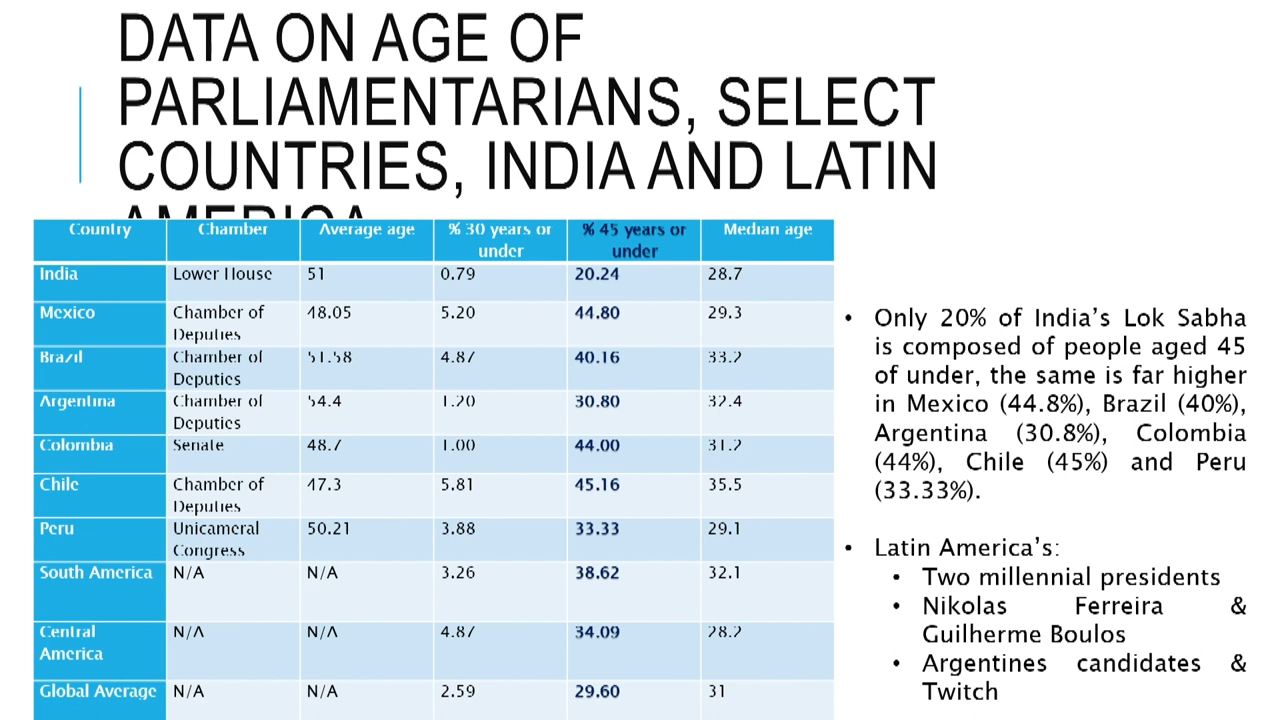 DATA ON AGE OF
PARLIAMENTARIANS, SELECT
COUNTRIES, INDIA AND LATIN
AMERICA
Country Chamber Average age % 30 years or under % 45 years or under Median age
India Lower House 51 0.79 20.24 28.7
Mexico Chamber of Deputies 48.05 5.20 44.80 29.3
Brazil Chamber of Deputies 51.58 4.87 40.16 33.2
Argentina Chamber of Deputies 54.4 1.20 30.80 32.4
Colombia Senate 48.7 1.00 44.00 31.2
Chile Chamber of Deputies 47.3 5.81 45.16 35.5
Peru Unicameral Congress 50.21 3.88 33.33 29.1
South America N/A N/A 3.26 38.62 32.1
Central America N/A N/A 4.87 34.09 28.2
Global Average N/A N/A 2.59 29.60 31
• Only 20% of India's Lok Sabha
is composed of people aged 45
of under, the same is far higher
in Mexico (44.8%), Brazil (40%),
Argentina (30.8%), Colombia
(44%), Chile (45%) and Peru
(33.33%).
• Latin America's:
• Two millennial presidents
• Nikolas Ferreira &
Guilherme Boulos
• Argentines candidates &
Twitch